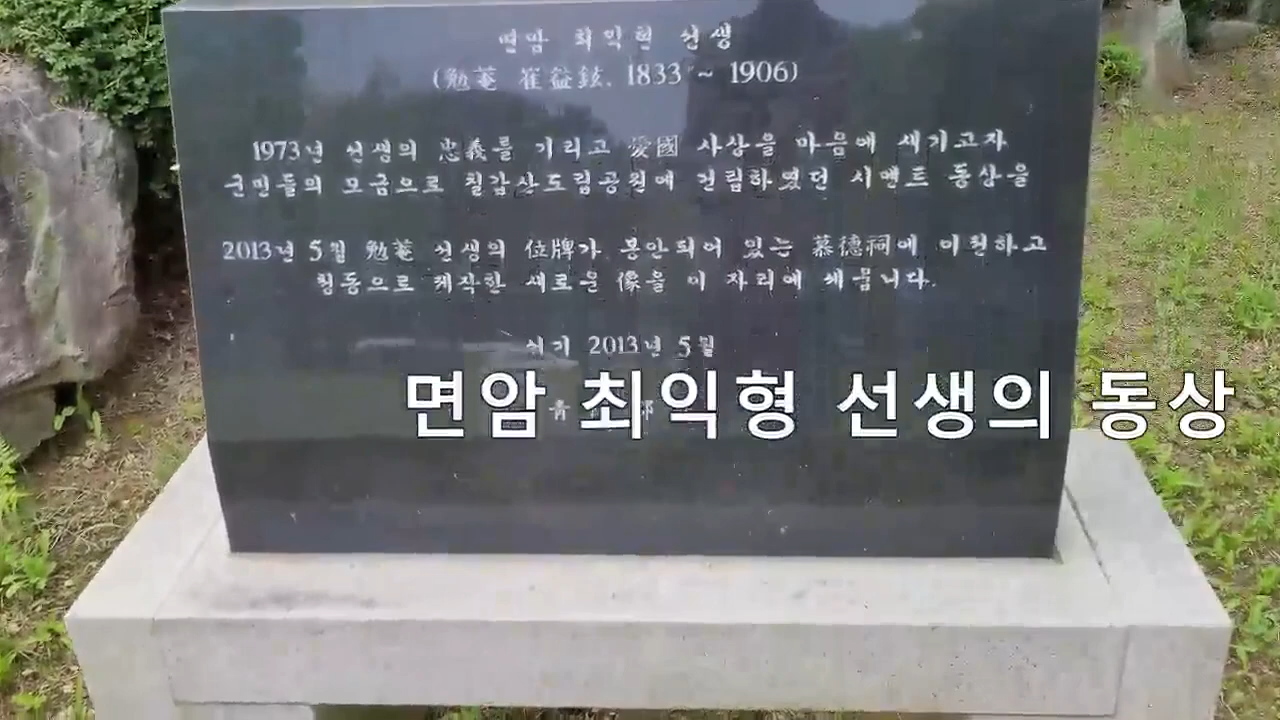 면암 최익현 선생
(勉菴 崔益鉉, 1833 ~ 1906)
1973년 선생의 忠義를 기리고 愛國 사상을 마음에 새기고자
군민들의 모금으로 칠갑산도립공원에 건립하였던 시멘트 동상을
2013년 5월 勉菴 선생의 位牌가 봉안되어 있는 慕德祠에 이전하고
청동으로 제작한 새로운 像을 이 자리에 세웁니다.
서기 2013년 5월
면암 최익형 선생의 동상